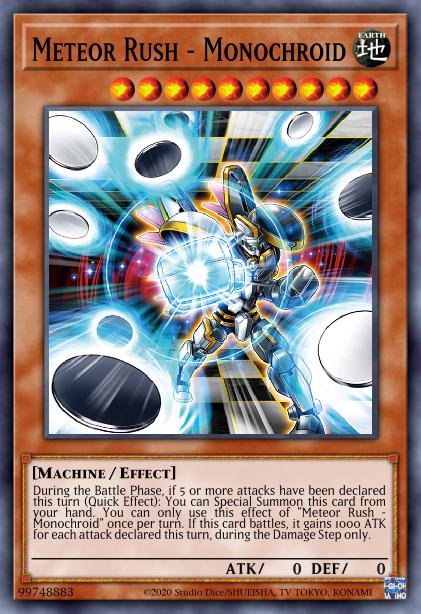 METEOR RUSH - MONOCHROID
EARTH
地
[MACHINE / EFFECT]
During the Battle Phase, if 5 or more attacks have been declared
this turn (Quick Effect): You can Special Summon this card from
your hand. You can only use this effect of "Meteor Rush -
Monochroid" once per turn. If this card battles, it gains 1000 ATK
for each attack declared this turn, during the Damage Step only.
ATK/ 0 DEF/ 0
99748883 ©2020 Studio Dice/SHUEISHA, TV TOKYO, KONAMI